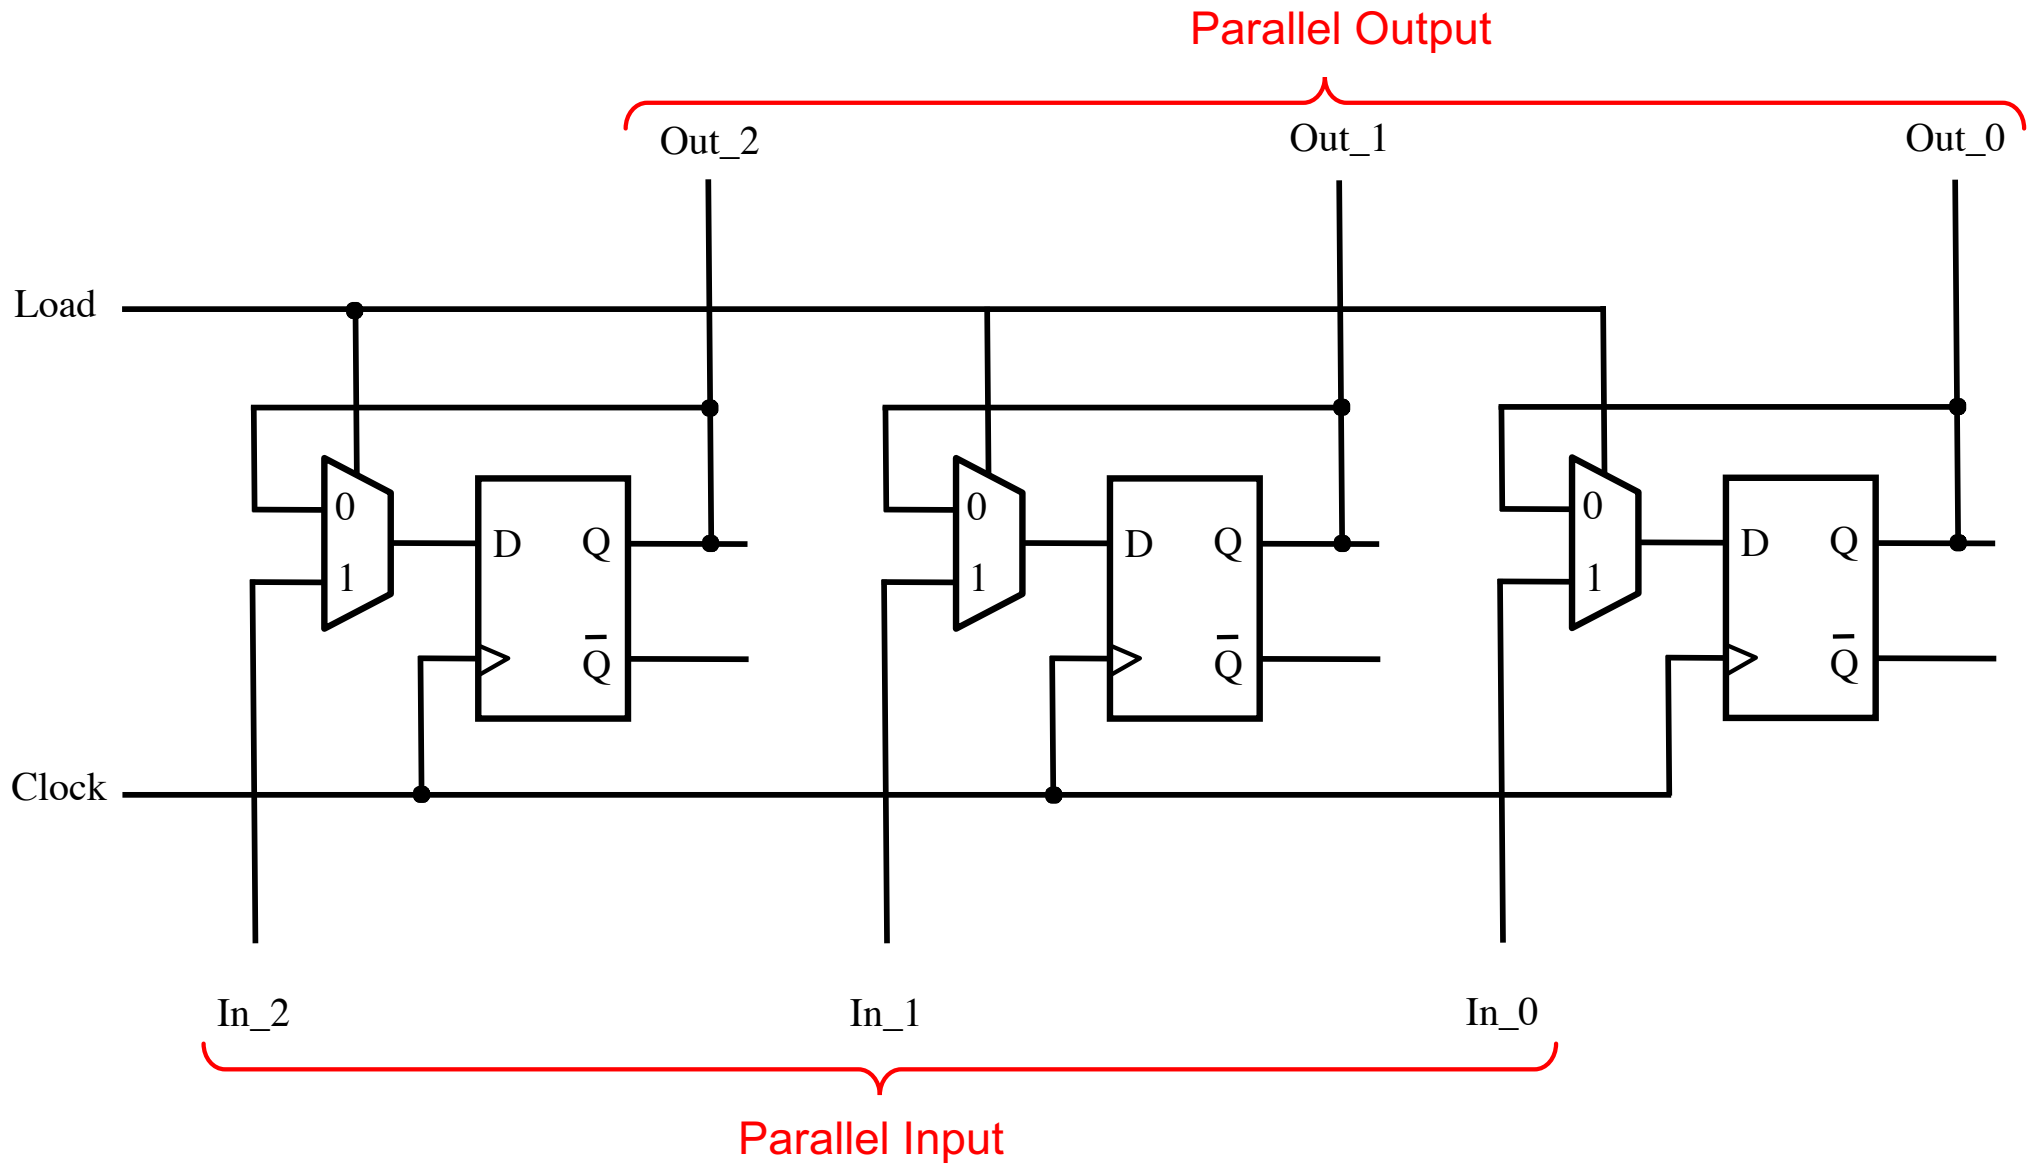 Parallel Output
Out_2 Out_1 Out_0
Load
0 0 0
D Q D Q D Q
1 1 1
Q̅ Q̅ Q̅
Clock
In_2 In_1 In_0
Parallel Input